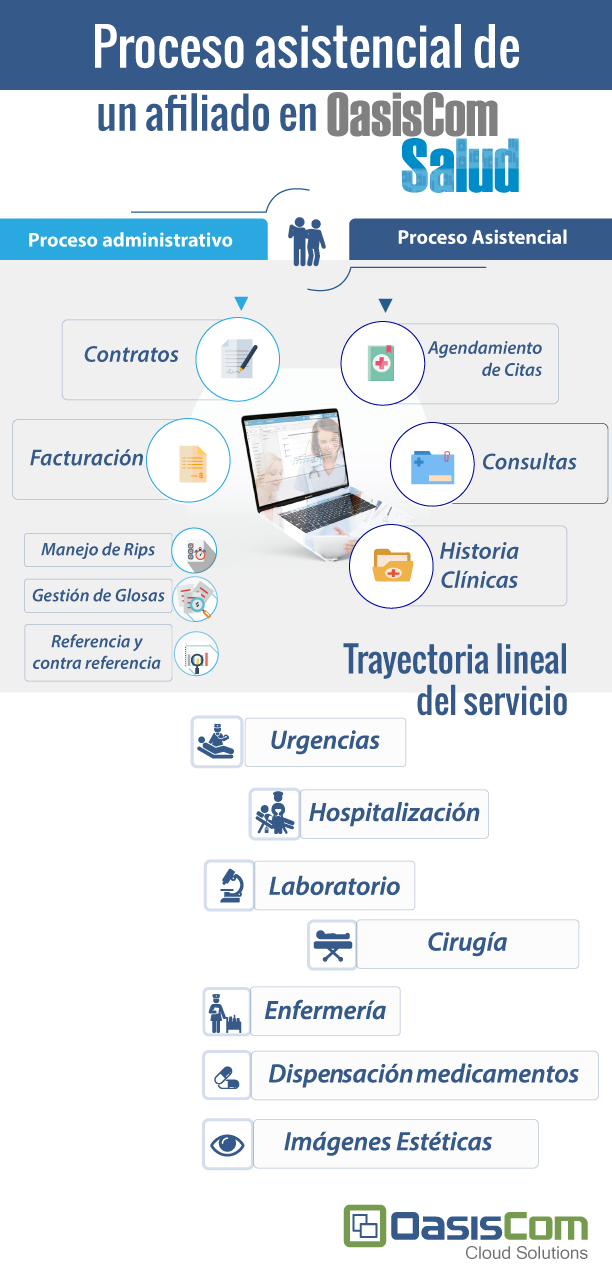 Proceso asistencial de
un afiliado en OasisCom
Salud
Proceso administrativo
Proceso Asistencial
Contratos
Agendamiento
de Citas
Facturación
Consultas
Manejo de Rips
Gestión de Glosas
Referencia y
contra referencia
Historia
Clínicas
Trayectoria lineal
del servicio
Urgencias
Hospitalización
Laboratorio
Cirugía
Enfermería
Dispensación medicamentos
Imágenes Estéticas
OasisCom
Cloud Solutions